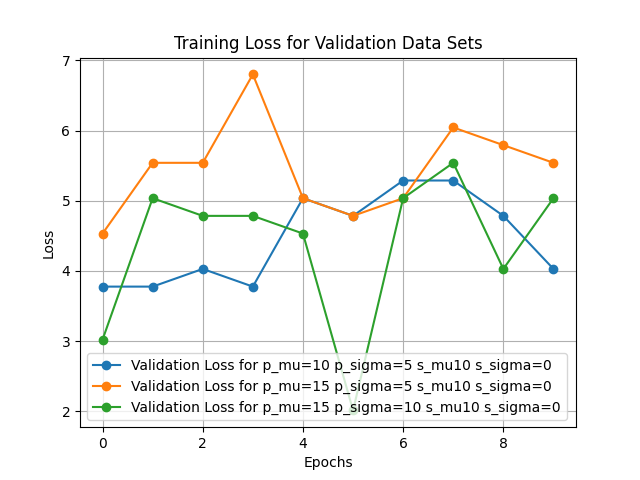 Training Loss for Validation Data Sets
7
6
5
4
3
2
Loss
Validation Loss for p_mu=10 p_sigma=5 s_mu10 s_sigma=0
Validation Loss for p_mu=15 p_sigma=5 s_mu10 s_sigma=0
Validation Loss for p_mu=15 p_sigma=10 s_mu10 s_sigma=0
0 2 4 6 8
Epochs